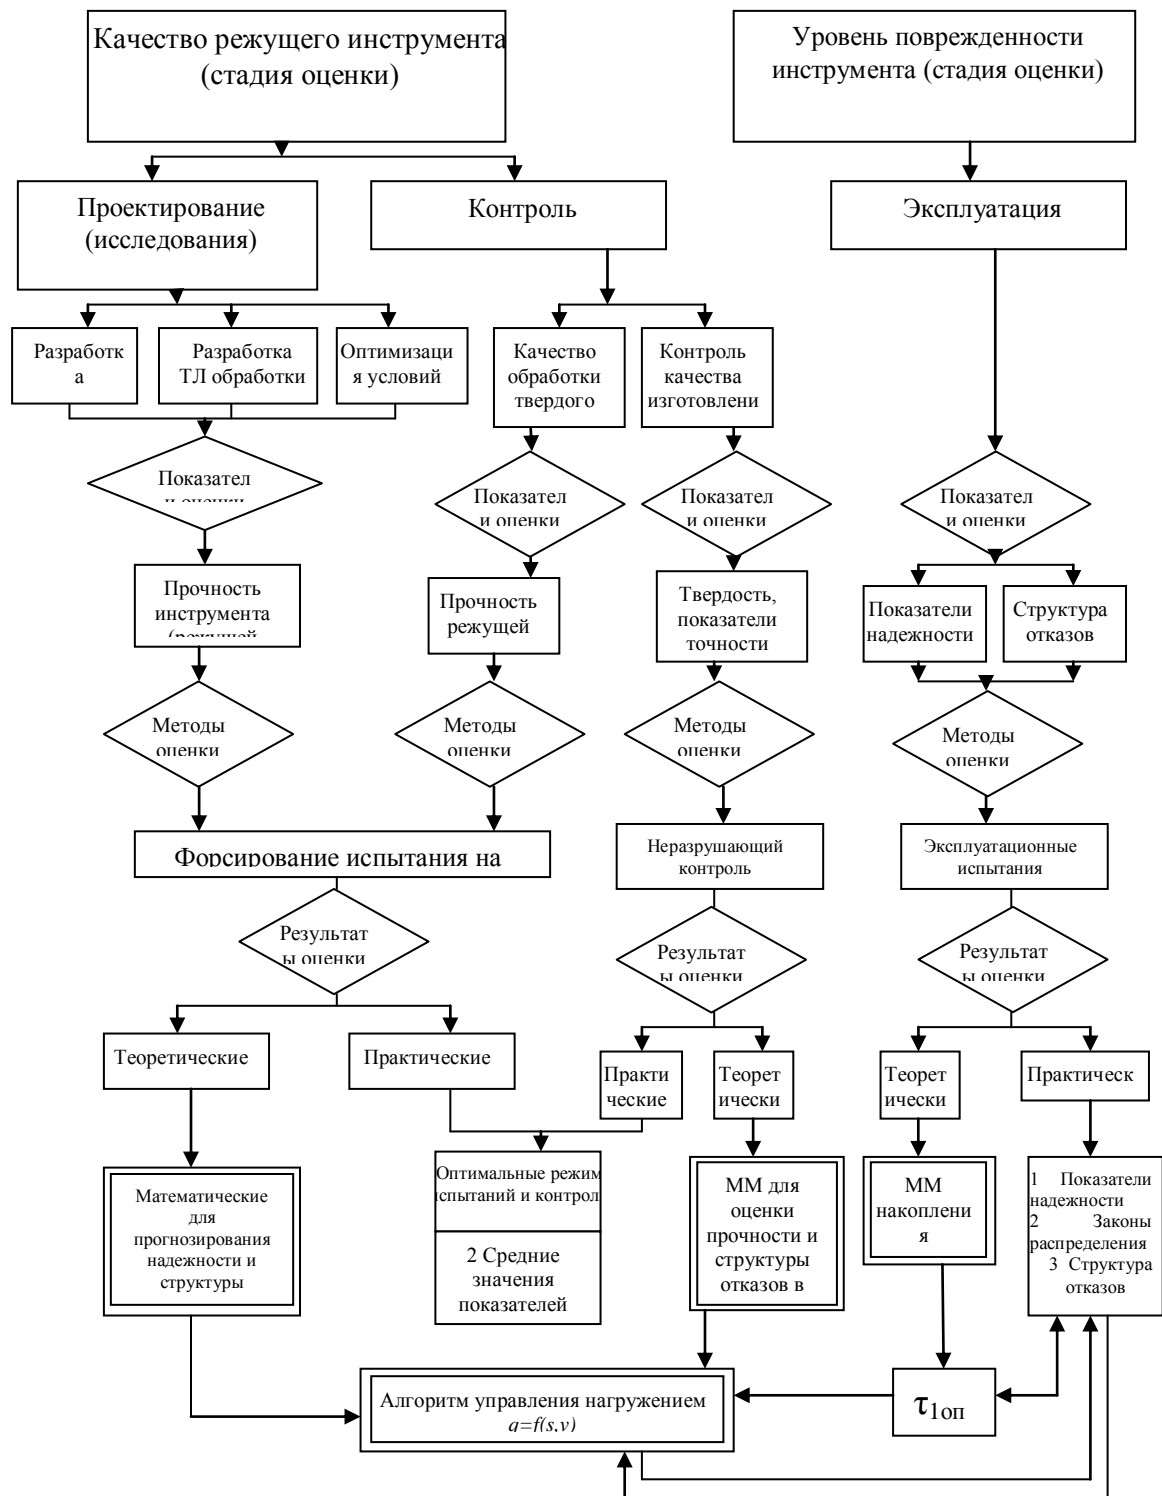 Качество режущего инструмента
(стадия оценки)
Уровень поврежденности
инструмента (стадия оценки)
Проектирование
(исследования)
Контроль
Эксплуатация
Разработк
а
Разработка
ТЛ обработки
Оптимизаци
я условий
Качество
обработки
твердого
Контроль
качества
изготовлени
Показател
и оценки
Показател
и оценки
Показател
и оценки
Показател
и оценки
Прочность
инструмента
(режущей
Прочность
режущей
Твердость,
показатели
точности
Показатели
надежности
Структура
отказов
Методы
оценки
Методы
оценки
Методы
оценки
Методы
оценки
Форсирование испытания на
Неразрушающий
контроль
Эксплуатационные
испытания
Результат
ы оценки
Результат
ы оценки
Результат
ы оценки
Теоретические
Практические
Практи
ческие
Теорет
ически
Теорет
ически
Практическ
Математические
для
прогнозирования
надежности и
структуры
Оптимальные режим
испытаний и контрол
2 Средние
значения
показателей
ММ для
оценки
прочности и
структуры
отказов в
ММ
накоплени
я
1 Показатели
надежности
2 Законы
распределения
3 Структура
отказов
Алгоритм управления нагружением
q=f(s,v)
τ1оп